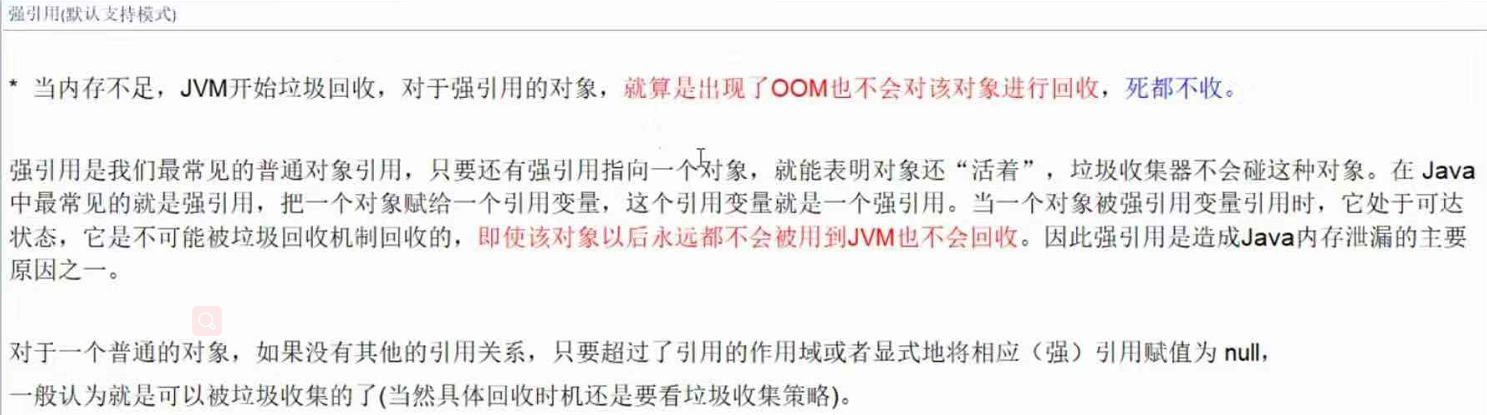 强引用(默认支持模式)
* 当内存不足，JVM开始垃圾回收，对于强引用的对象，就算是出现了OOM也不会对该对象进行回收，死都不收。
强引用是我们最常见的普通对象引用，只要还有强引用指向一个对象，就能表明对象还“活着”，垃圾收集器不会碰这种对象。在 Java
中最常见的就是强引用，把一个对象赋给一个引用变量，这个引用变量就是一个强引用。当一个对象被强引用变量引用时，它处于可达
状态，它是不可能被垃圾回收机制回收的，即使该对象以后永远都不会被用到JVM也不会回收。因此强引用是造成Java内存泄漏的主要
原因之一。
对于一个普通的对象，如果没有其他的引用关系，只要超过了引用的作用域或者显式地将相应（强）引用赋值为 null，
一般认为就是可以被垃圾收集的了(当然具体回收时机还是要看垃圾收集策略)。